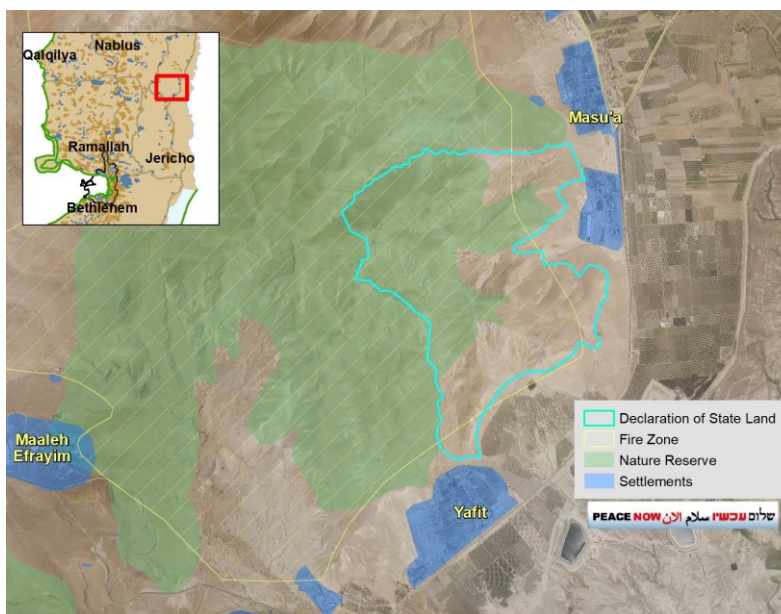 Nablus
Qalqilya
Ramallah
Jericho
Bethlehem
Masu'a
Maaleh
Efrayim
Yafit
Declaration of State Land
Fire Zone
Nature Reserve
Settlements
PEACE NOW שלום עכשיו سلام الان